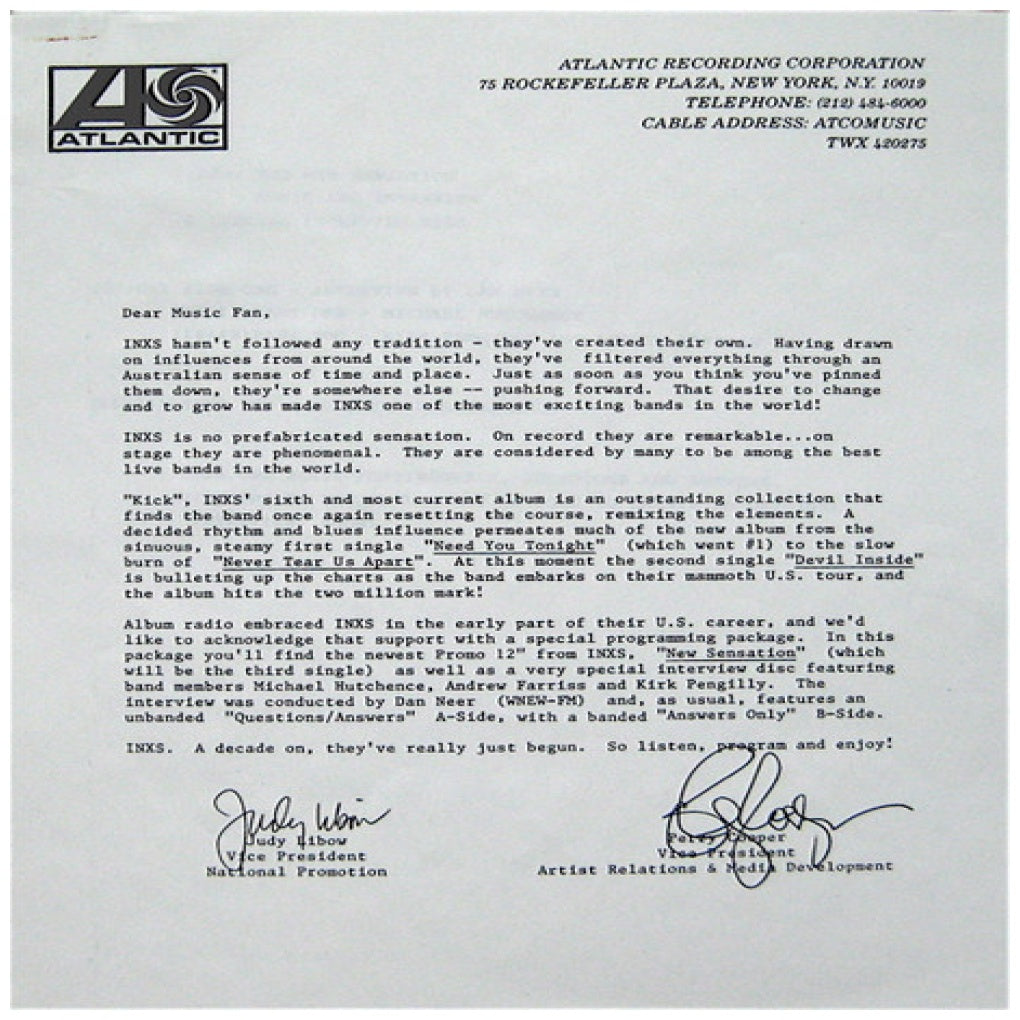 ATLANTIC
ATLANTIC RECORDING CORPORATION
75 ROCKEFELLER PLAZA, NEW YORK, N.Y. 10019
TELEPHONE: (212) 484-6000
CABLE ADDRESS: ATCOMUSIC
TWX 420275
Dear Music Fan,
INXS hasn't followed any tradition - they've created their own. Having drawn
on influences from around the world, they've filtered everything through an
Australian sense of time and place. Just as soon as you think you've pinned
them down, they're somewhere else -- pushing forward. That desire to change
and to grow has made INXS one of the most exciting bands in the world!
INXS is no prefabricated sensation. On record they are remarkable...on
stage they are phenomenal. They are considered by many to be among the best
live bands in the world.
"Kick", INXS' sixth and most current album is an outstanding collection that
finds the band once again resetting the course, remixing the elements. A
decided rhythm and blues influence permeates much of the new album from the
sinuous, steamy first single "Need You Tonight" (which went #1) to the slow
burn of "Never Tear Us Apart". At this moment the second single "Devil Inside"
is bulleting up the charts as the band embarks on their mammoth U.S. tour, and
the album hits the two million mark!
Album radio embraced INXS in the early part of their U.S. career, and we'd
like to acknowledge that support with a special programming package. In this
package you'll find the newest Promo 12" from INXS, "New Sensation" (which
will be the third single) as well as a very special interview disc featuring
band members Michael Hutchence, Andrew Farriss and Kirk Pengilly. The
interview was conducted by Dan Neer (WNEW-FM) and, as usual, features an
unbanded "Questions/Answers" A-Side, with a banded "Answers Only" B-Side.
INXS. A decade on, they've really just begun. So listen, program and enjoy!
Judy Libow
Judy Libow
Vice President
National Promotion
Perry Cooper
Vice President
Artist Relations & Media Development